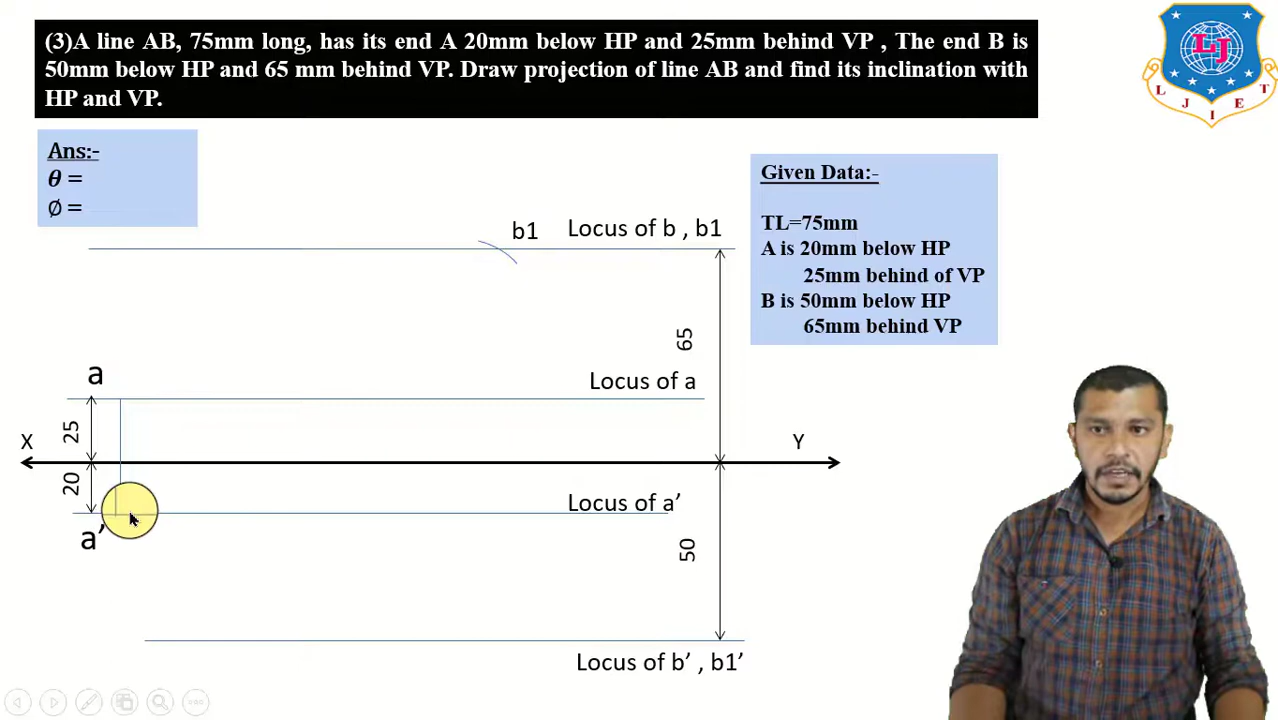 (3)A line AB, 75mm long, has its end A 20mm below HP and 25mm behind VP , The end B is
50mm below HP and 65 mm behind VP. Draw projection of line AB and find its inclination with
HP and VP.
LJ
L J I E T
Ans:-
θ =
∅ =
Given Data:-
TL=75mm
A is 20mm below HP
25mm behind of VP
B is 50mm below HP
65mm behind VP
b1
Locus of b , b1
65
a
Locus of a
25
X
Y
20
Locus of a’
a’
50
Locus of b’ , b1’